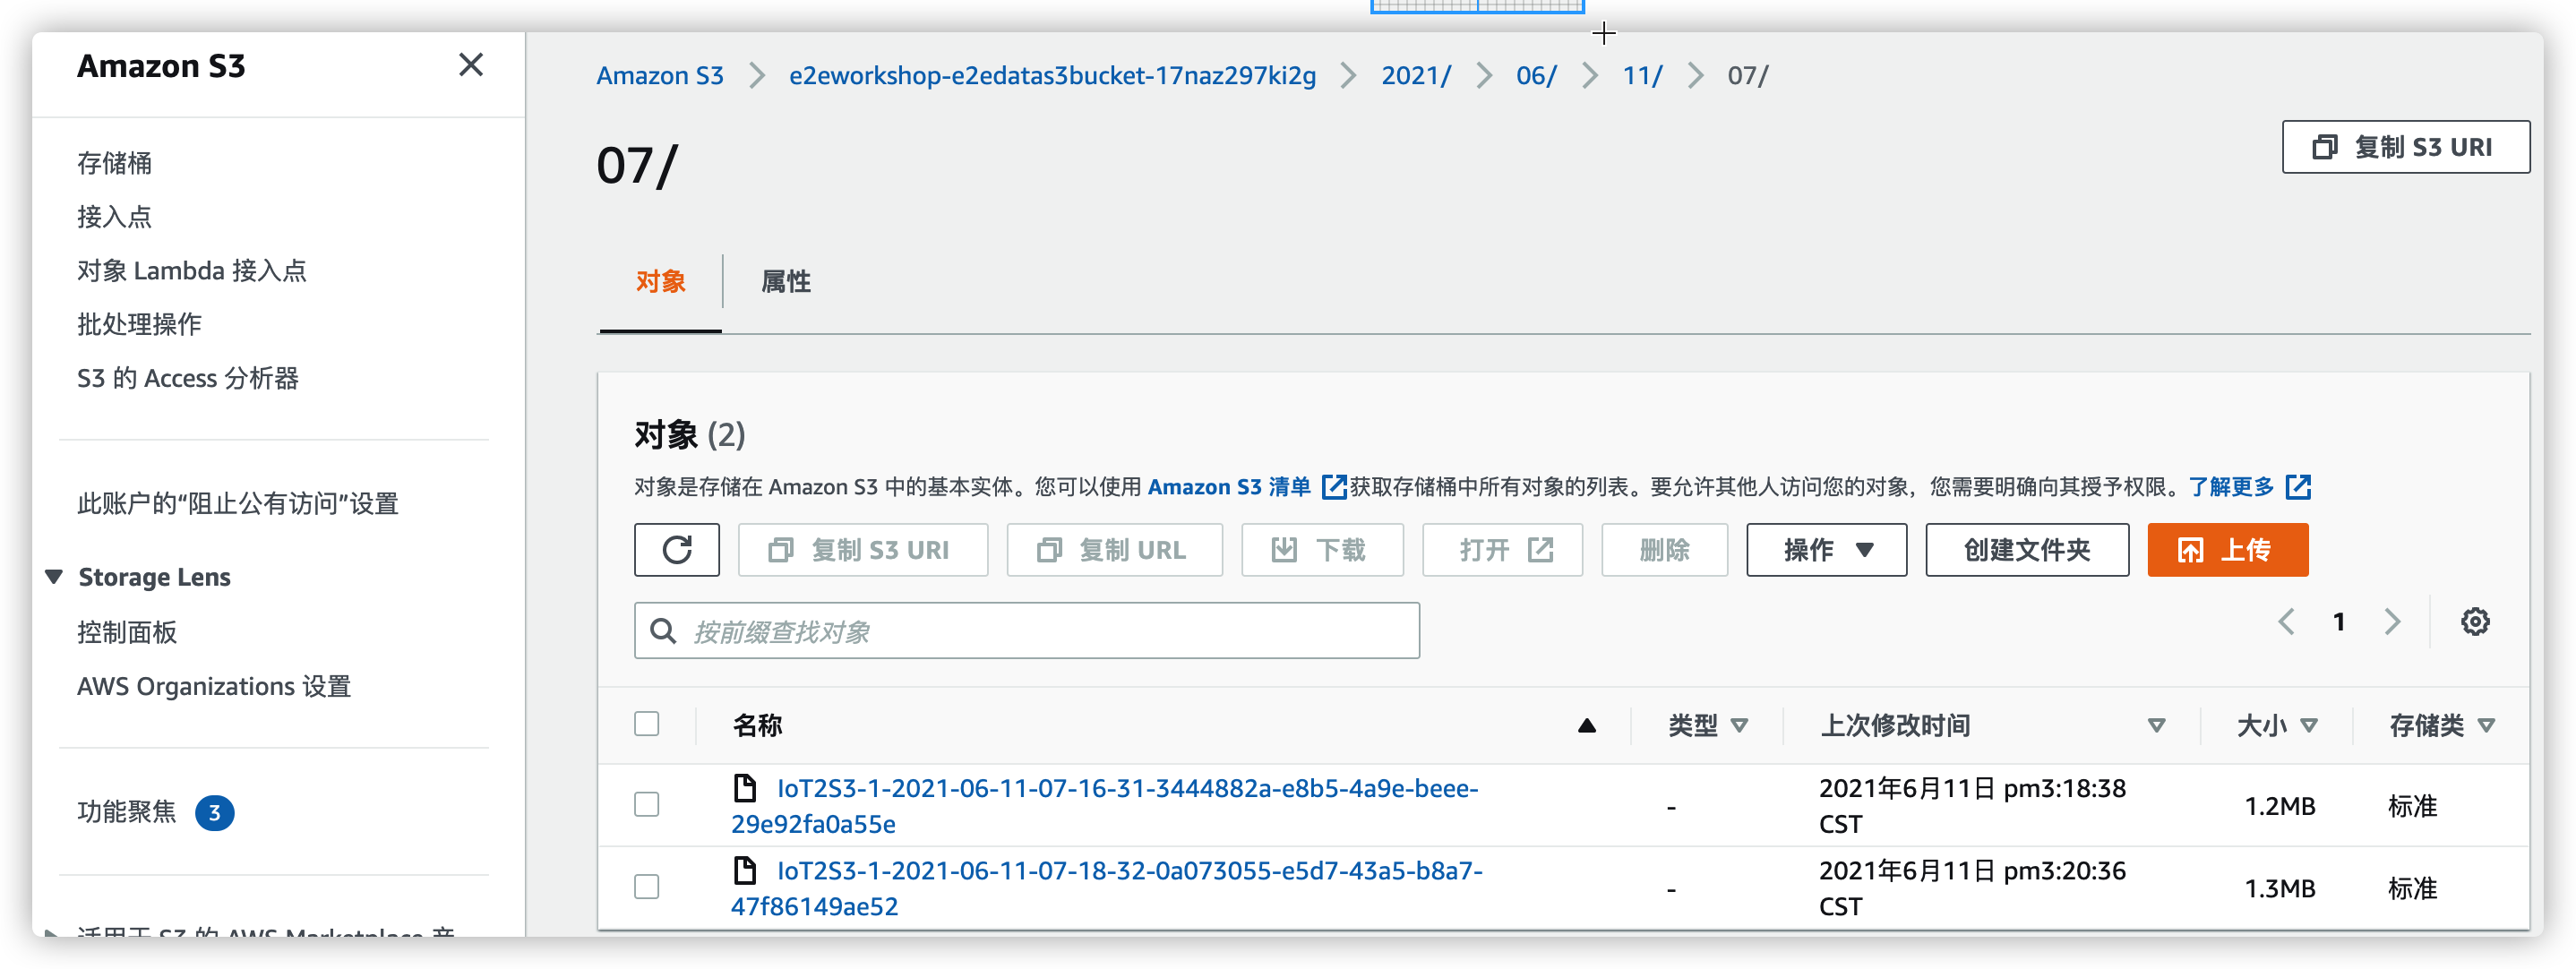 Amazon S3
存储桶
接入点
对象 Lambda 接入点
批处理操作
S3 的 Access 分析器
此账户的“阻止公有访问”设置
Storage Lens
控制面板
AWS Organizations 设置
功能聚焦 3
适用于 S3 的 AWS Marketplace 产
Amazon S3 e2eworkshop-e2edatas3bucket-17naz297ki2g 2021/ 06/ 11/ 07/
07/
复制 S3 URI
对象 属性
对象 (2)
对象是存储在 Amazon S3 中的基本实体。您可以使用 Amazon S3 清单 获取存储桶中所有对象的列表。要允许其他人访问您的对象，您需要明确向其授予权限。了解更多
复制 S3 URI 复制 URL 下载 打开 删除 操作 创建文件夹 上传
按前缀查找对象 1
名称 类型 上次修改时间 大小 存储类
IoT2S3-1-2021-06-11-07-16-31-3444882a-e8b5-4a9e-beee-
29e92fa0a55e
-
2021年6月11日 pm3:18:38
CST
1.2MB
标准
IoT2S3-1-2021-06-11-07-18-32-0a073055-e5d7-43a5-b8a7-
47f86149ae52
-
2021年6月11日 pm3:20:36
CST
1.3MB
标准